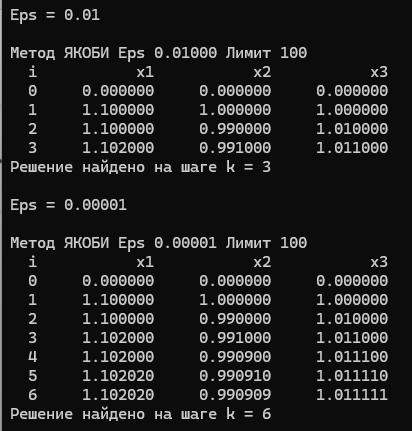 Eps = 0.01
Метод ЯКОБИ Eps 0.01000 Лимит 100
i x1 x2 x3
0 0.000000 0.000000 0.000000
1 1.100000 1.000000 1.000000
2 1.100000 0.990000 1.010000
3 1.102000 0.991000 1.011000
Решение найдено на шаге k = 3
Eps = 0.00001
Метод ЯКОБИ Eps 0.00001 Лимит 100
i x1 x2 x3
0 0.000000 0.000000 0.000000
1 1.100000 1.000000 1.000000
2 1.100000 0.990000 1.010000
3 1.102000 0.991000 1.011000
4 1.102000 0.990900 1.011100
5 1.102020 0.990910 1.011110
6 1.102020 0.990909 1.011111
Решение найдено на шаге k = 6